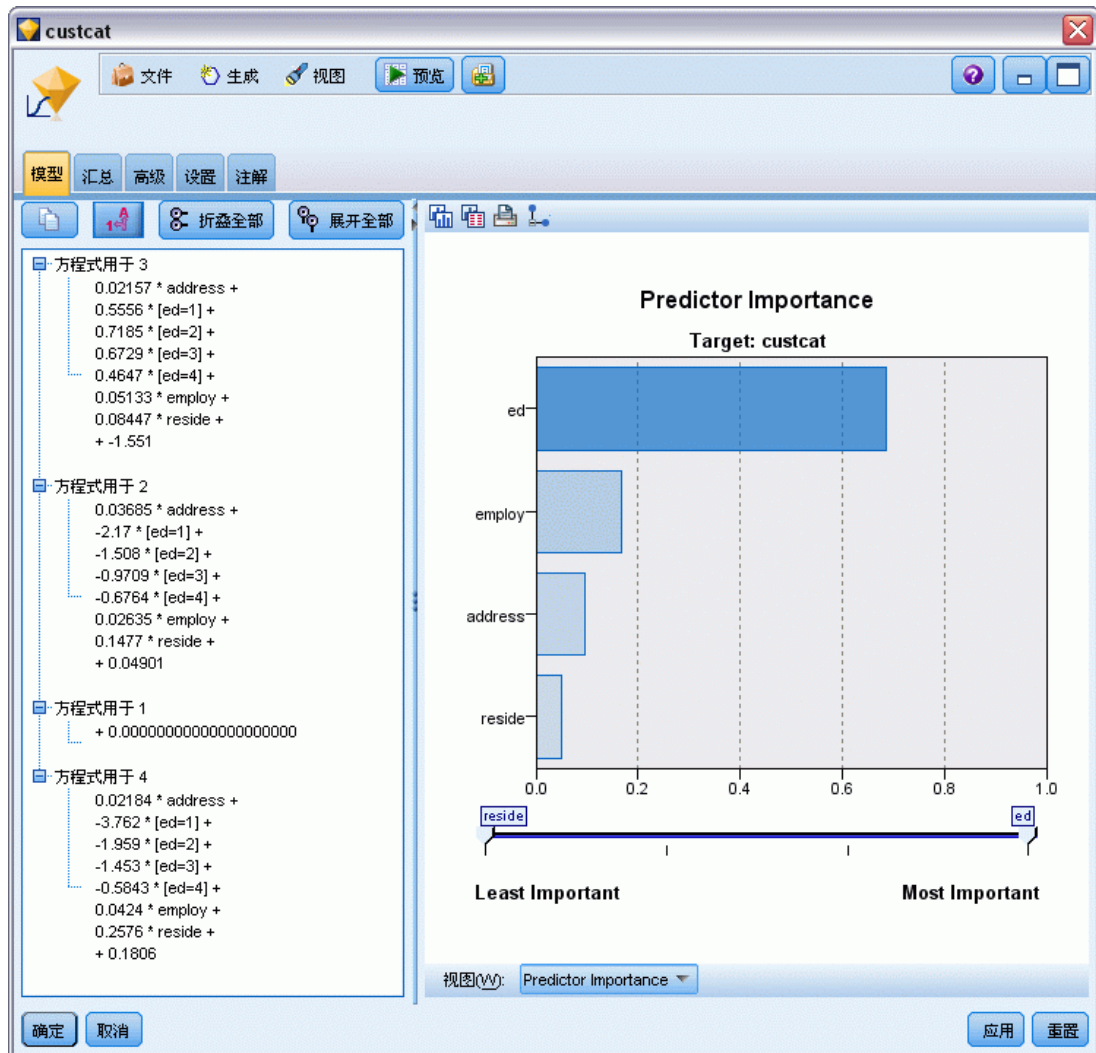 custcat
文件 生成 视图 预览
模型 汇总 高级 设置 注解
折叠全部 展开全部
方程式用于 3
0.02157 * address +
0.5556 * [ed=1] +
0.7185 * [ed=2] +
0.6729 * [ed=3] +
0.4647 * [ed=4] +
0.05133 * employ +
0.08447 * reside +
+ -1.551
方程式用于 2
0.03685 * address +
-2.17 * [ed=1] +
-1.508 * [ed=2] +
-0.9709 * [ed=3] +
-0.6764 * [ed=4] +
0.02635 * employ +
0.1477 * reside +
+ 0.04901
方程式用于 1
+ 0.00000000000000000000
方程式用于 4
0.02184 * address +
-3.762 * [ed=1] +
-1.959 * [ed=2] +
-1.453 * [ed=3] +
-0.5843 * [ed=4] +
0.0424 * employ +
0.2576 * reside +
+ 0.1806
Predictor Importance
Target: custcat
ed
employ
address
reside
0.0 0.2 0.4 0.6 0.8 1.0
reside ed
Least Important Most Important
视图(W): Predictor Importance
确定 取消 应用 重置